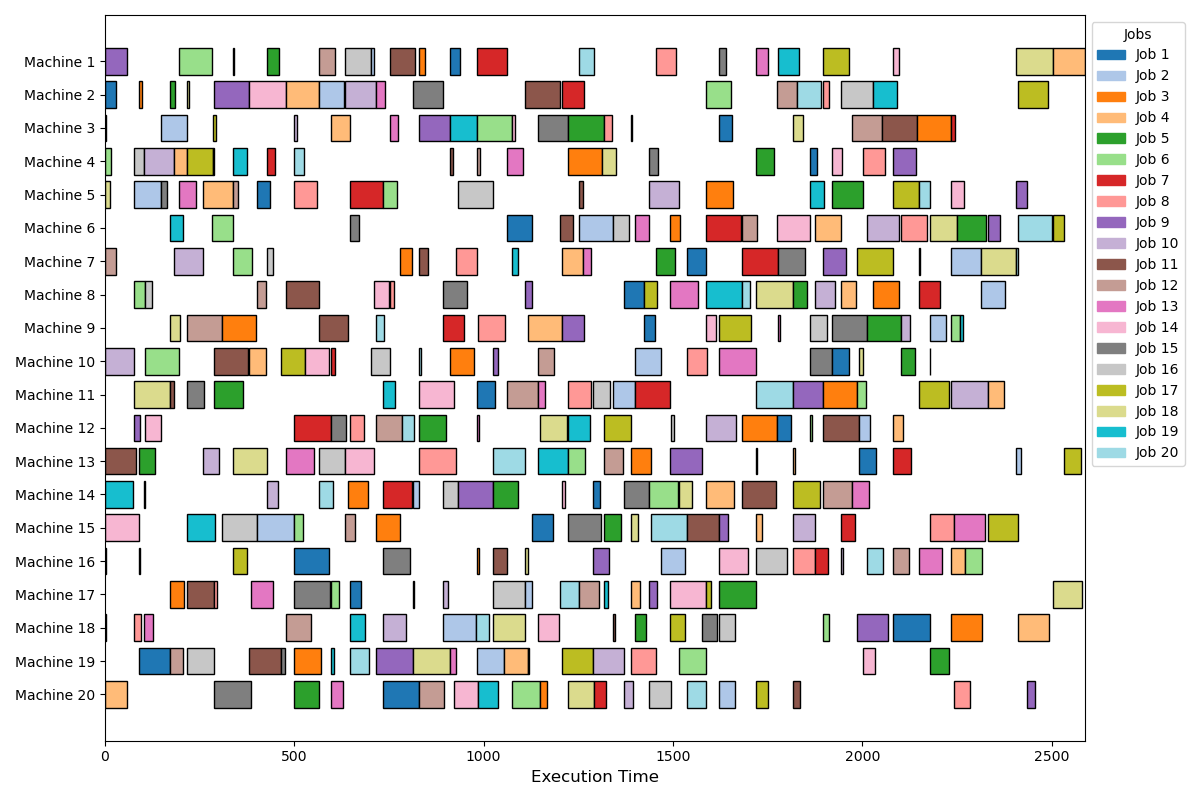 Machine 1
Machine 2
Machine 3
Machine 4
Machine 5
Machine 6
Machine 7
Machine 8
Machine 9
Machine 10
Machine 11
Machine 12
Machine 13
Machine 14
Machine 15
Machine 16
Machine 17
Machine 18
Machine 19
Machine 20
0 500 1000 1500 2000 2500
Execution Time
Jobs
Job 1
Job 2
Job 3
Job 4
Job 5
Job 6
Job 7
Job 8
Job 9
Job 10
Job 11
Job 12
Job 13
Job 14
Job 15
Job 16
Job 17
Job 18
Job 19
Job 20